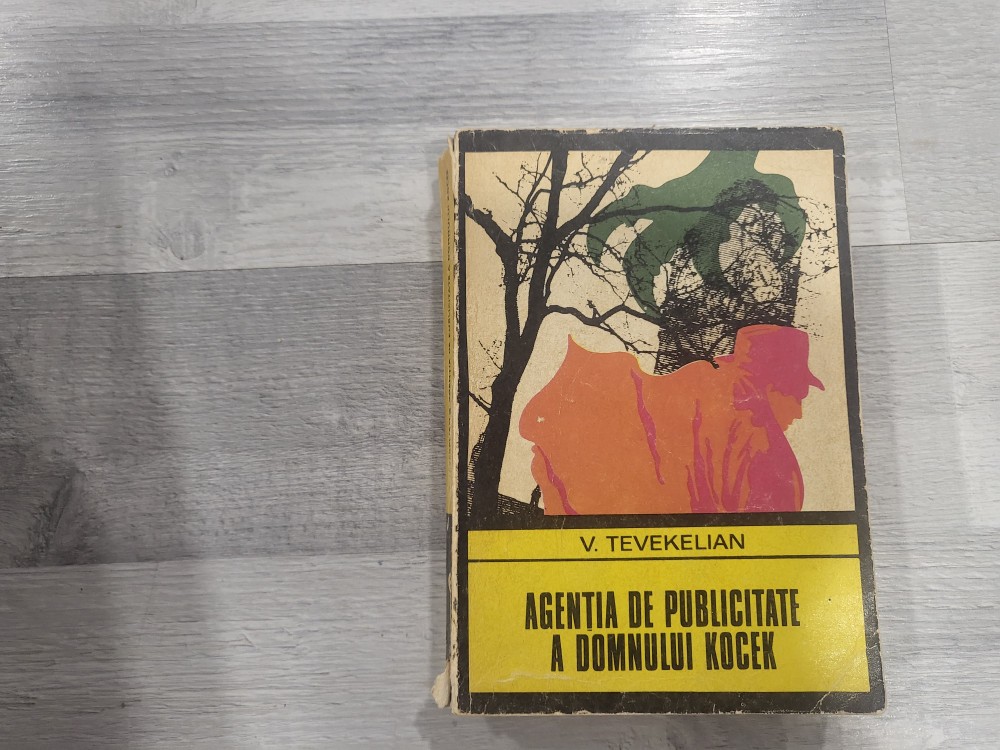 V. TEVEKELIAN
AGENȚIA DE PUBLICITATE
A DOMNULUI KOCEK